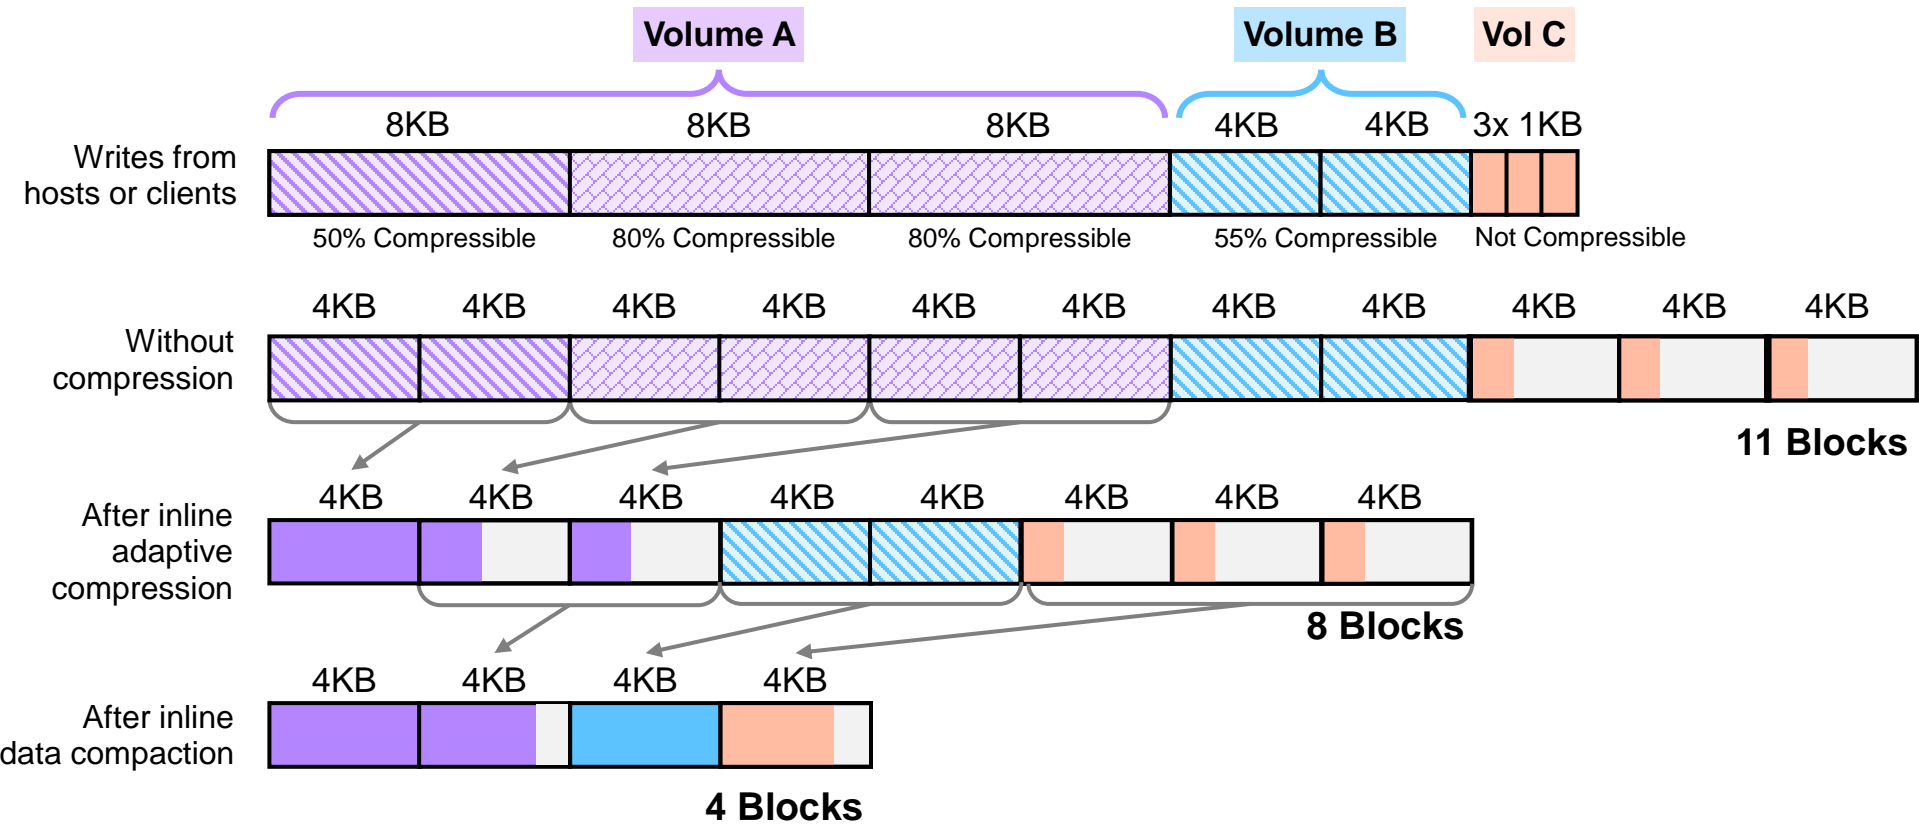 Volume A Volume B Vol C
8KB 8KB 8KB 4KB 4KB 3x 1KB
Writes from
hosts or clients
50% Compressible 80% Compressible 80% Compressible 55% Compressible Not Compressible
4KB 4KB 4KB 4KB 4KB 4KB 4KB 4KB 4KB 4KB 4KB
Without
compression
11 Blocks
4KB 4KB 4KB 4KB 4KB 4KB 4KB 4KB
After inline
adaptive
compression
8 Blocks
4KB 4KB 4KB 4KB
After inline
data compaction
4 Blocks